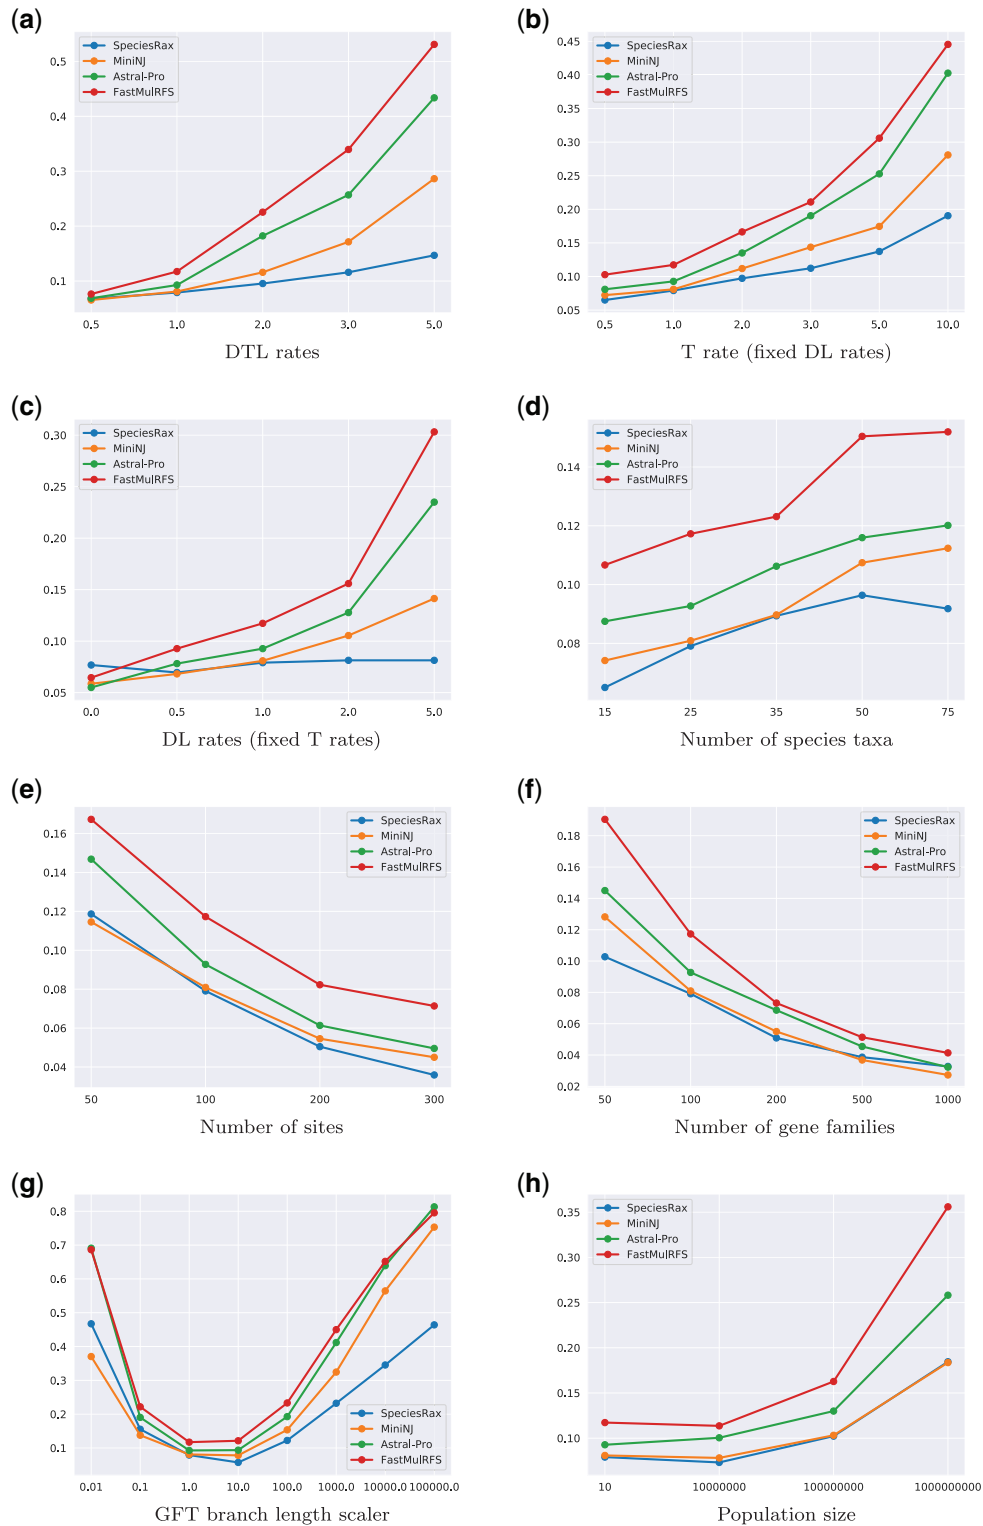 (a)
0.5
0.4
0.3
0.2
0.1
SpeciesRax
MiniNJ
Astral-Pro
FastMulRFS
0.5 1.0 2.0 3.0 5.0
DTL rates
(b)
0.45
0.40
0.35
0.30
0.25
0.20
0.15
0.10
0.05
SpeciesRax
MiniNJ
Astral-Pro
FastMulRFS
0.5 1.0 2.0 3.0 5.0 10.0
T rate (fixed DL rates)
(c)
0.30
0.25
0.20
0.15
0.10
0.05
SpeciesRax
MiniNJ
Astral-Pro
FastMulRFS
0.0 0.5 1.0 2.0 5.0
DL rates (fixed T rates)
(d)
0.14
0.12
0.10
0.08
SpeciesRax
MiniNJ
Astral-Pro
FastMulRFS
15 25 35 50 75
Number of species taxa
(e)
0.16
0.14
0.12
0.10
0.08
0.06
0.04
SpeciesRax
MiniNJ
Astral-Pro
FastMulRFS
50 100 200 300
Number of sites
(f)
0.18
0.16
0.14
0.12
0.10
0.08
0.06
0.04
0.02
SpeciesRax
MiniNJ
Astral-Pro
FastMulRFS
50 100 200 500 1000
Number of gene families
(g)
0.8
0.7
0.6
0.5
0.4
0.3
0.2
0.1
SpeciesRax
MiniNJ
Astral-Pro
FastMulRFS
0.01 0.1 1.0 10.0 100.0 1000.0 10000.0 100000.0
GFT branch length scaler
(h)
0.35
0.30
0.25
0.20
0.15
0.10
SpeciesRax
MiniNJ
Astral-Pro
FastMulRFS
10 10000000 100000000 1000000000
Population size